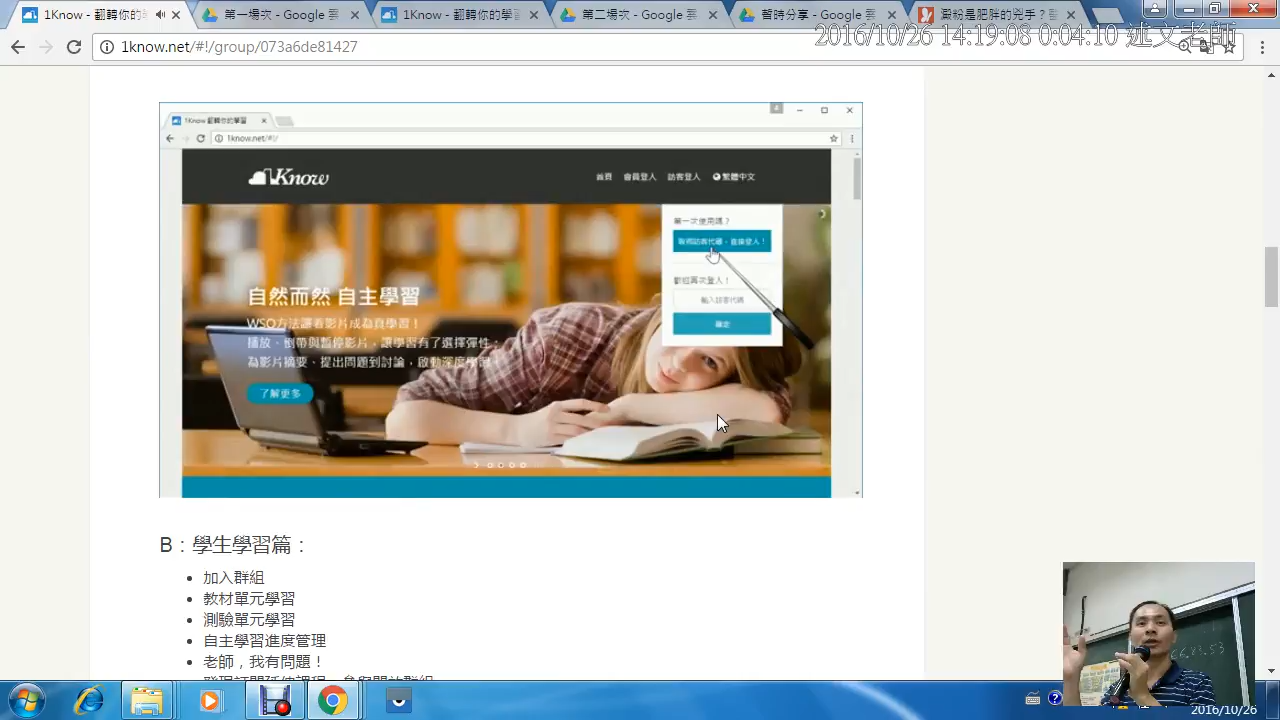 1Know - 翻轉你的
第一場次 - Google 雲
1Know - 翻轉你的學
第二場次 - Google 雲
暫時分享 - Google 雲
澱粉是肥胖的兇手？
2016/10/26 14:19:08 0:04:10 述文老師
1know.net/#!/group/073a6de81427
1Know 翻轉你的學習
1know.net/#!/
1Know
首頁 會員登入 訪客登入 繁體中文
第一次使用嗎？
取得訪客代碼，直接登入！
歡迎再次登入！
輸入訪客代碼
確定
自然而然 自主學習
WSQ方法讓看影片成為真學習！
播放、倒帶與暫停影片，讓學習有了選擇彈性；
為影片摘要、提出問題到討論，啟動深度學習！
了解更多
B：學生學習篇：
加入群組
教材單元學習
測驗單元學習
自主學習進度管理
老師，我有問題！
2016/10/26